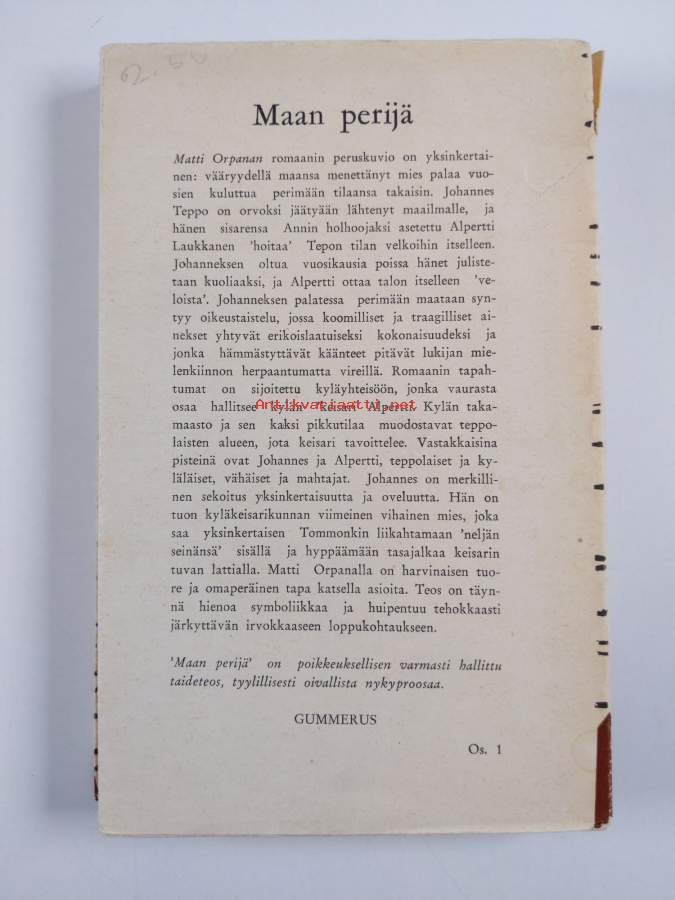 62.50
Maan perijä
Matti Orpanan romaanin peruskuvio on yksinkertai-
nen: vääryydellä maansa menettänyt mies palaa vuo-
sien kuluttua perimään tilaansa takaisin. Johannes
Teppo on orvoksi jäätyään lähtenyt maailmalle, ja
hänen sisarensa Annin holhoojaksi asetettu Alpertti
Laukkanen 'hoitaa' Tepon tilan velkoihin itselleen.
Johanneksen oltua vuosikausia poissa hänet juliste-
taan kuoliaaksi, ja Alpertti ottaa talon itselleen 've-
loista'. Johanneksen palatessa perimään maataan syn-
tyy oikeustaistelu, jossa koomilliset ja traagilliset ai-
nekset yhtyvät erikoislaatuiseksi kokonaisuudeksi ja
jonka hämmästyttävät käänteet pitävät lukijan mie-
lenkiinnon herpaantumatta vireillä. Romaanin tapah-
tumat on sijoitettu kyläyhteisöön, jonka vaurasta
osaa hallitsee kylän keisari Alpertti. Kylän taka-
Antikvariaatti.net
maasto ja sen kaksi pikkutilaa muodostavat teppo-
laisten alueen, jota keisari tavoittelee. Vastakkaisina
pisteinä ovat Johannes ja Alpertti, teppolaiset ja ky-
läläiset, vähäiset ja mahtajat. Johannes on merkilli-
nen sekoitus yksinkertaisuutta ja oveluutta. Hän on
tuon kyläkeisarikunnan viimeinen vihainen mies, joka
saa yksinkertaisen Tommonkin liikahtamaan 'neljän
seinänsä' sisällä ja hyppäämään tasajalkaa keisarin
tuvan lattialla. Matti Orpanalla on harvinaisen tuo-
re ja omaperäinen tapa katsella asioita. Teos on täyn-
nä hienoa symboliikkaa ja huipentuu tehokkaasti
järkyttävän irvokkaaseen loppukohtaukseen.
'Maan perijä' on poikkeuksellisen varmasti hallittu
taideteos, tyylillisesti oivallista nykyproosaa.
GUMMERUS
Os. 1